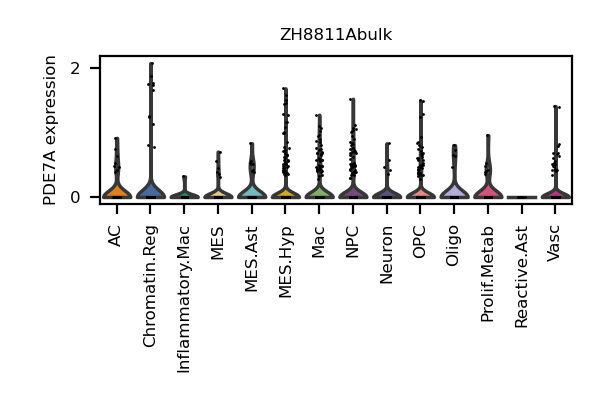 ZH8811Abulk
PDE7A expression
2
0
AC
Chromatin.Reg
Inflammatory.Mac
MES
MES.Ast
MES.Hyp
Mac
NPC
Neuron
OPC
Oligo
Prolif.Metab
Reactive.Ast
Vasc